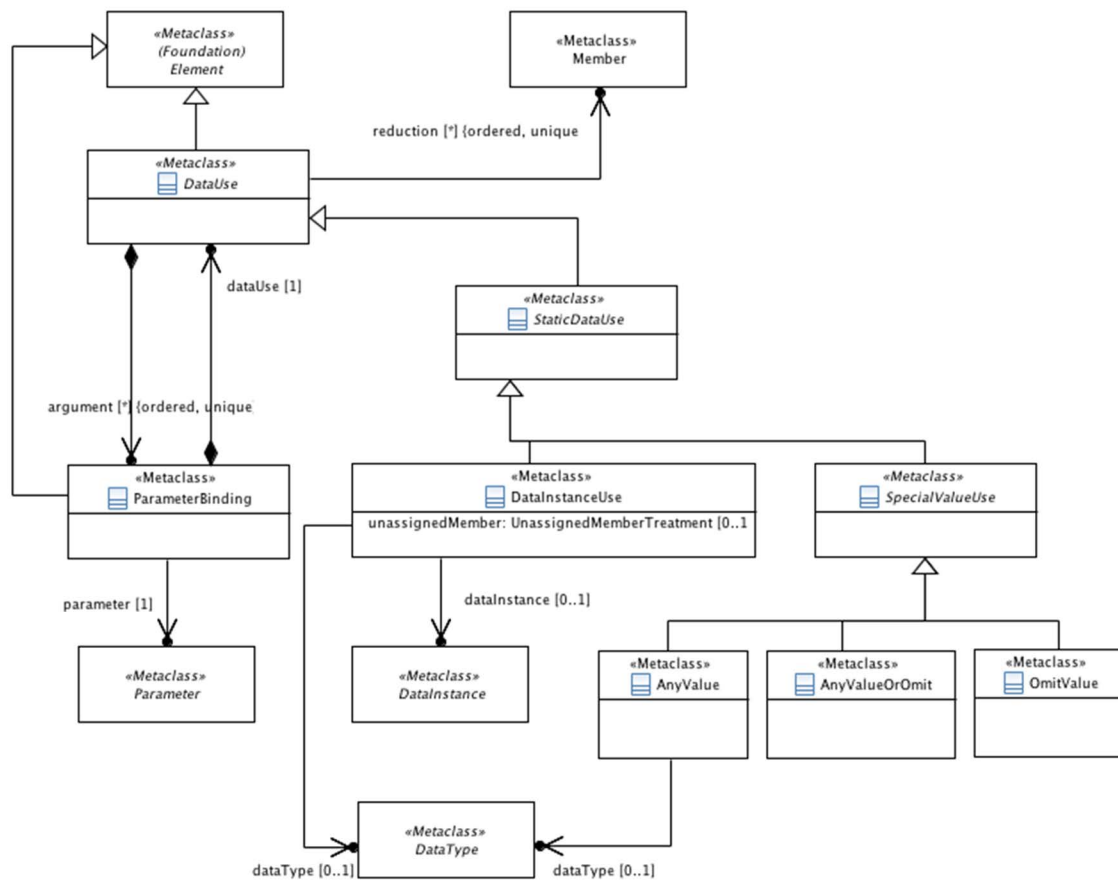 «Metaclass»
(Foundation)
Element
«Metaclass»
Member
reduction [*] {ordered, unique
«Metaclass»
DataUse
dataUse [1]
«Metaclass»
StaticDataUse
argument [*] {ordered, unique
«Metaclass»
ParameterBinding
«Metaclass»
DataInstanceUse
unassignedMember: UnassignedMemberTreatment [0..1
«Metaclass»
SpecialValueUse
parameter [1]
dataInstance [0..1]
«Metaclass»
Parameter
«Metaclass»
DataInstance
«Metaclass»
AnyValue
«Metaclass»
AnyValueOrOmit
«Metaclass»
OmitValue
«Metaclass»
DataType
dataType [0..1]
dataType [0..1]